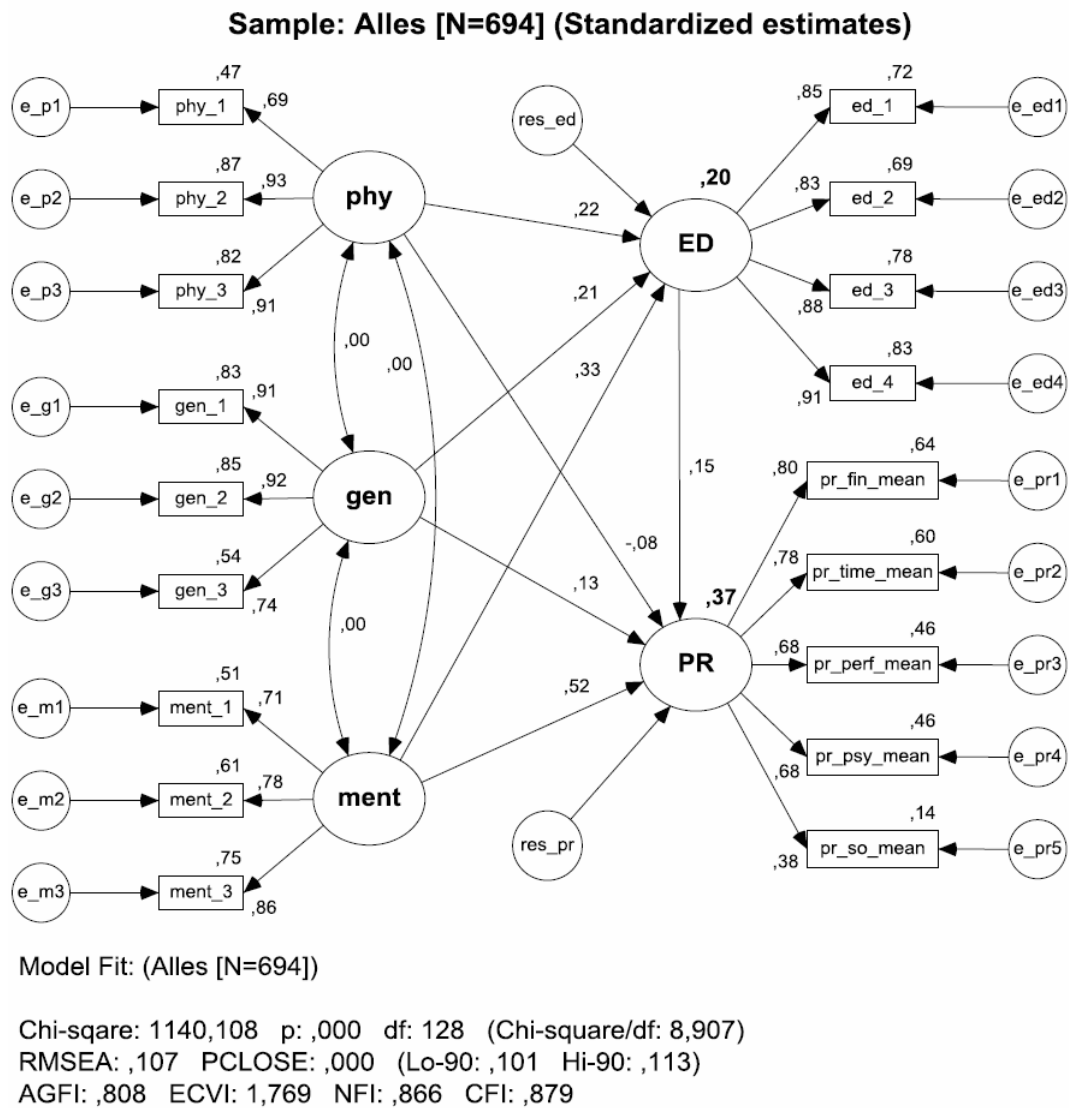 Sample: Alles [N=694] (Standardized estimates)
,47
,72
e_p1
phy_1
,69
res_ed
,85
ed_1
e_ed1
,87
,69
e_p2
phy_2
,93
phy
,20
,83
ed_2
e_ed2
,22
ED
,82
,78
e_p3
phy_3
,91
,21
,88
ed_3
e_ed3
,00
,00
,33
,83
ed_4
e_ed4
,91
,83
e_g1
gen_1
,91
,64
,85
e_g2
gen_2
,92
gen
,15
,80
pr_fin_mean
e_pr1
,54
-,08
,60
e_g3
gen_3
,74
,13
,78
pr_time_mean
e_pr2
,00
,37
,46
,51
,52
PR
,68
pr_perf_mean
e_pr3
e_m1
ment_1
,71
,46
,61
e_m2
ment_2
,78
ment
,68
pr_psy_mean
e_pr4
,14
,75
res_pr
,38
pr_so_mean
e_pr5
e_m3
ment_3
,86
Model Fit: (Alles [N=694])
Chi-sqare: 1140,108 p: ,000 df: 128 (Chi-square/df: 8,907)
RMSEA: ,107 PCLOSE: ,000 (Lo-90: ,101 Hi-90: ,113)
AGFI: ,808 ECVI: 1,769 NFI: ,866 CFI: ,879